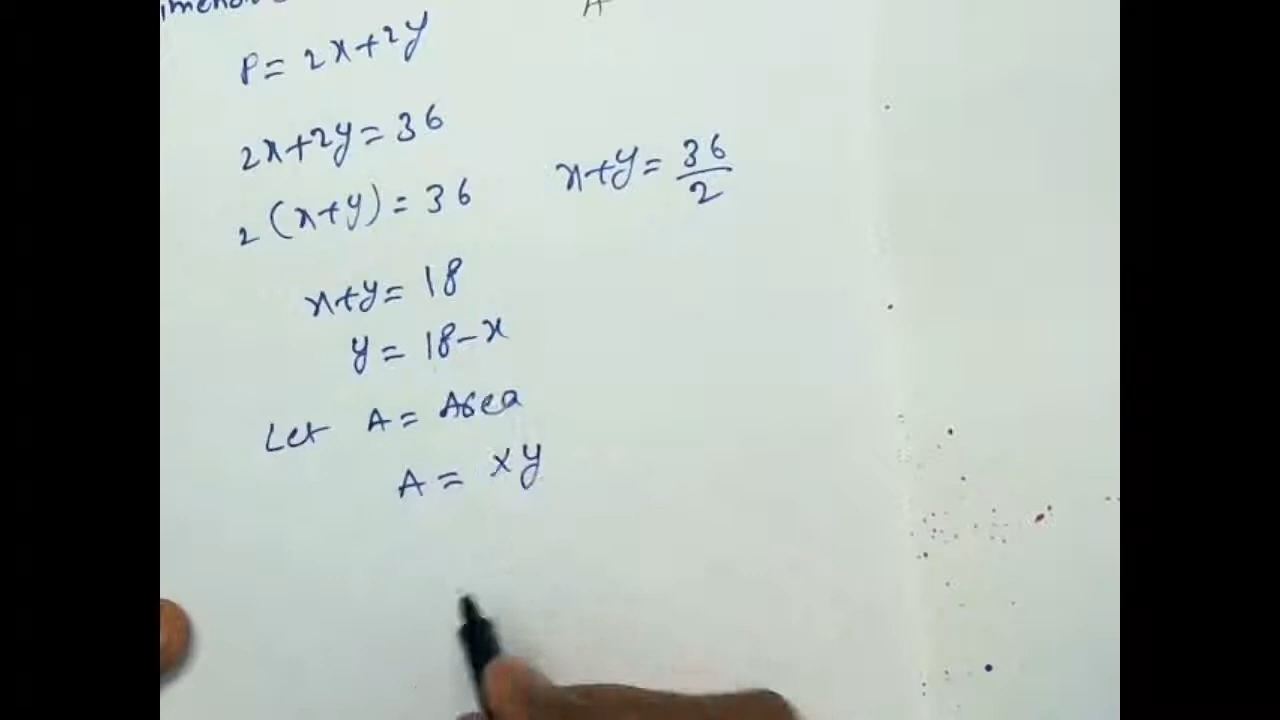 P = 2x+2y
2x+2y = 36
2(x+y) = 36
x+y = 36/2
x+y = 18
y = 18-x
Let A = Area
A = xy